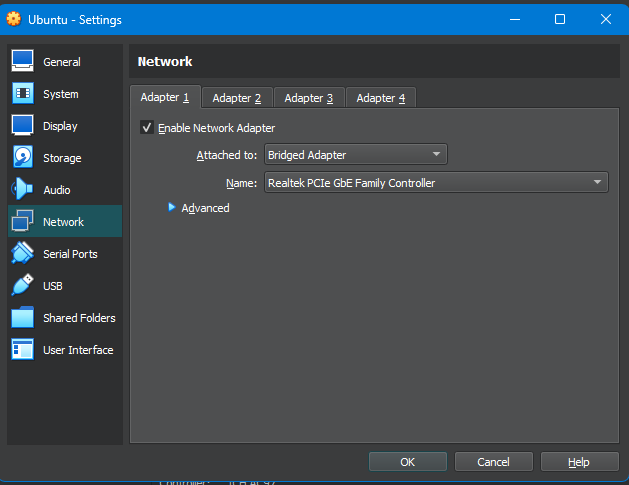 Ubuntu - Settings
General
System
Display
Storage
Audio
Network
Serial Ports
USB
Shared Folders
User Interface
Network
Adapter 1
Adapter 2
Adapter 3
Adapter 4
Enable Network Adapter
Attached to: Bridged Adapter
Name: Realtek PCIe GbE Family Controller
Advanced
OK
Cancel
Help